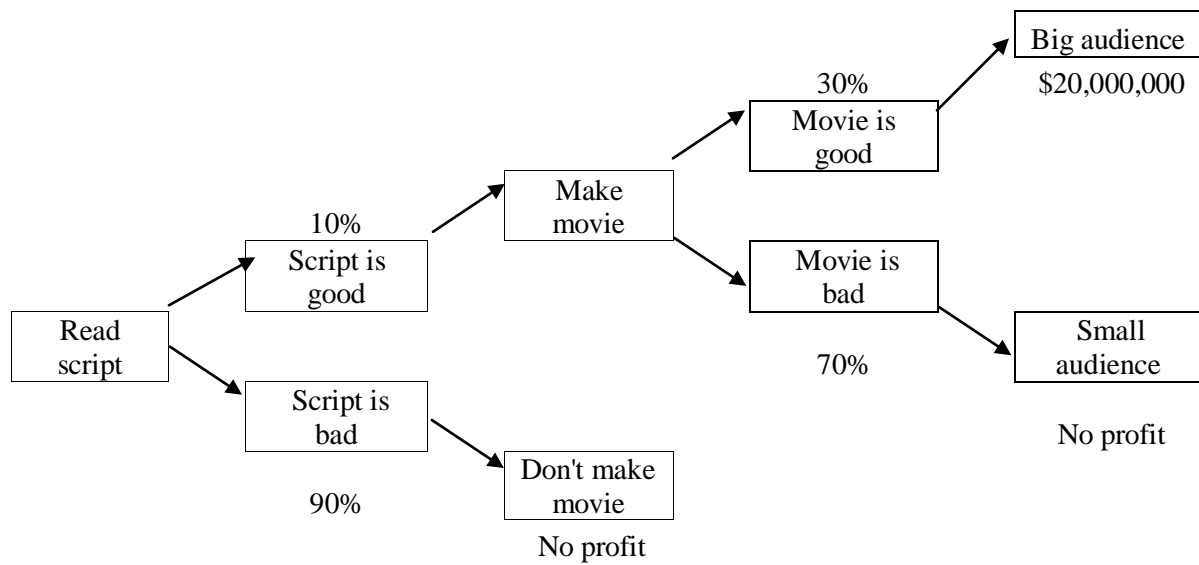 Big audience
$20,000,000
30%
Movie is
good
Make
movie
10%
Script is
good
Movie is
bad
Read
script
Small
audience
70%
Script is
bad
No profit
Don't make
movie
90%
No profit